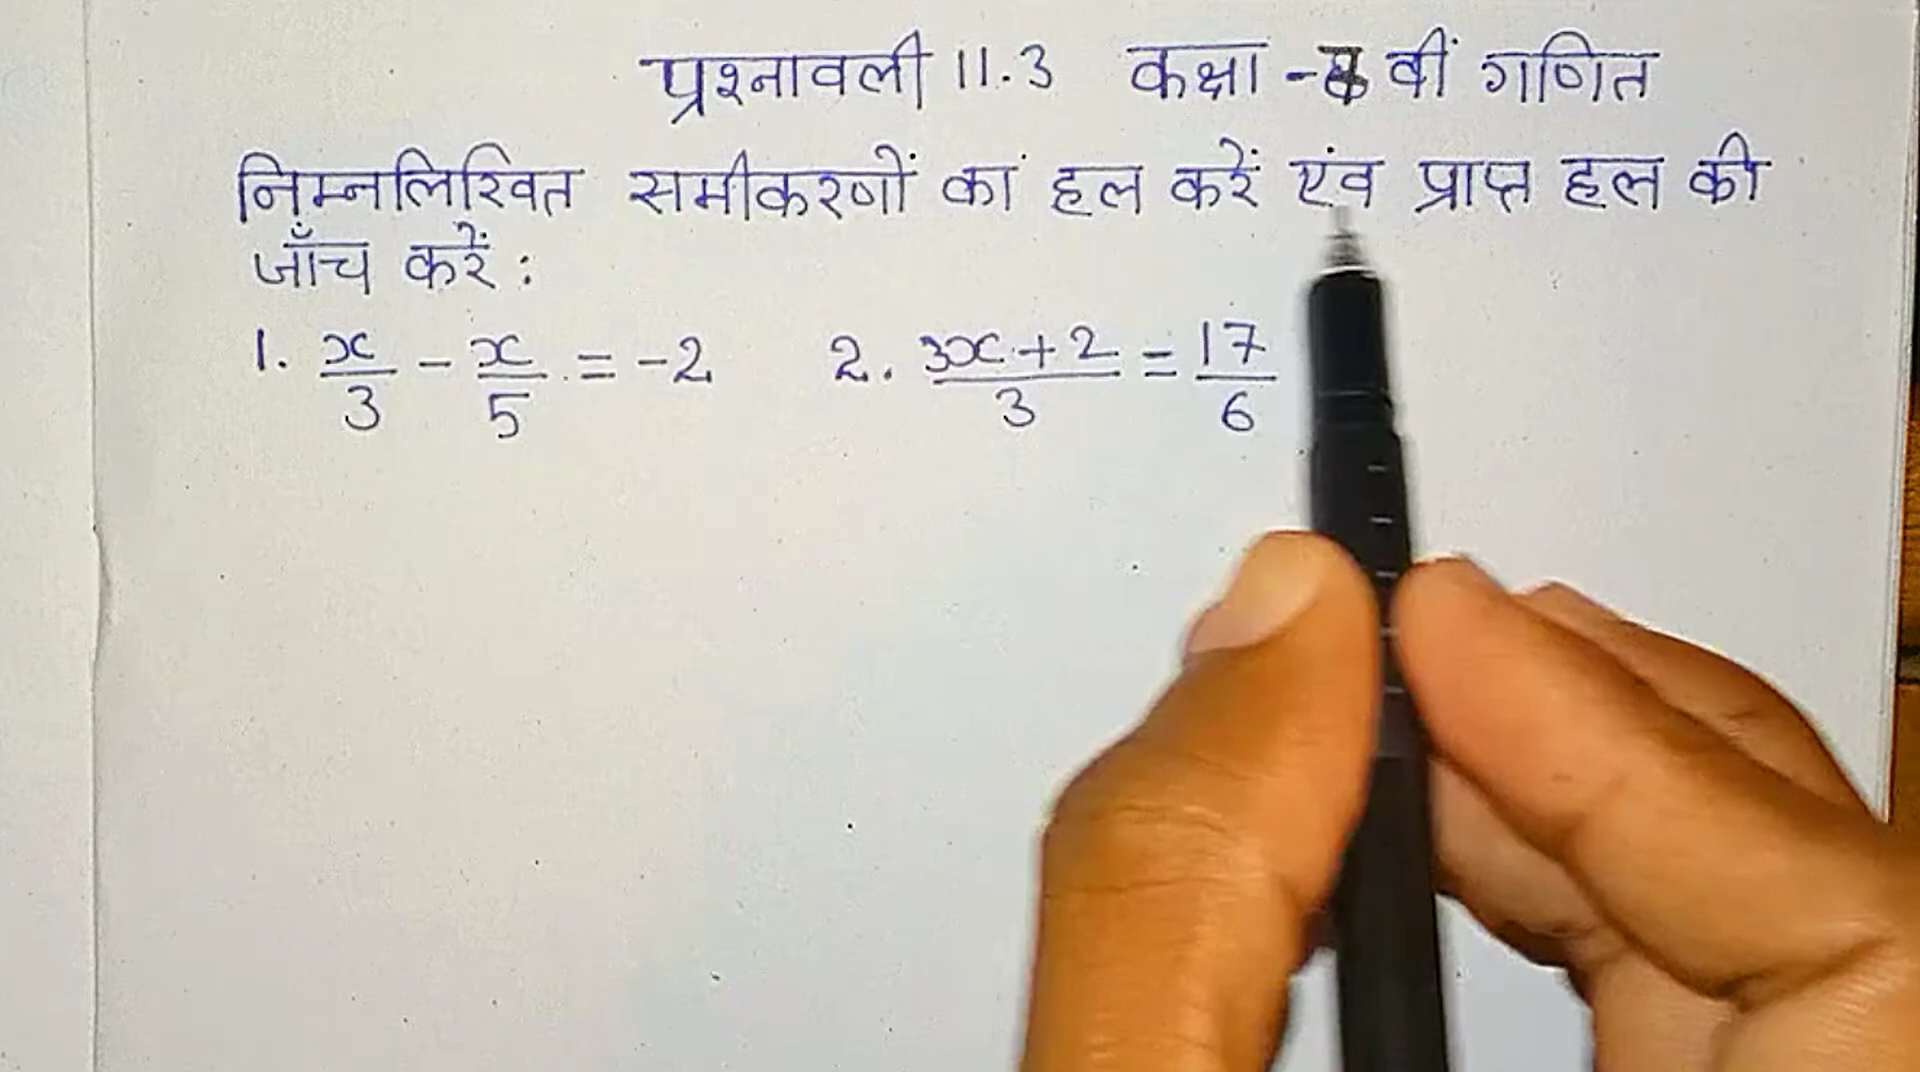 प्रश्नावली 11.3 कक्षा - वीं गणित
निम्नलिखित समीकरणों का हल करें एंव प्राप्त हल की
जाँच करें :
1. x/3 - x/5 = -2 2. 3x+2/3 = 17/6